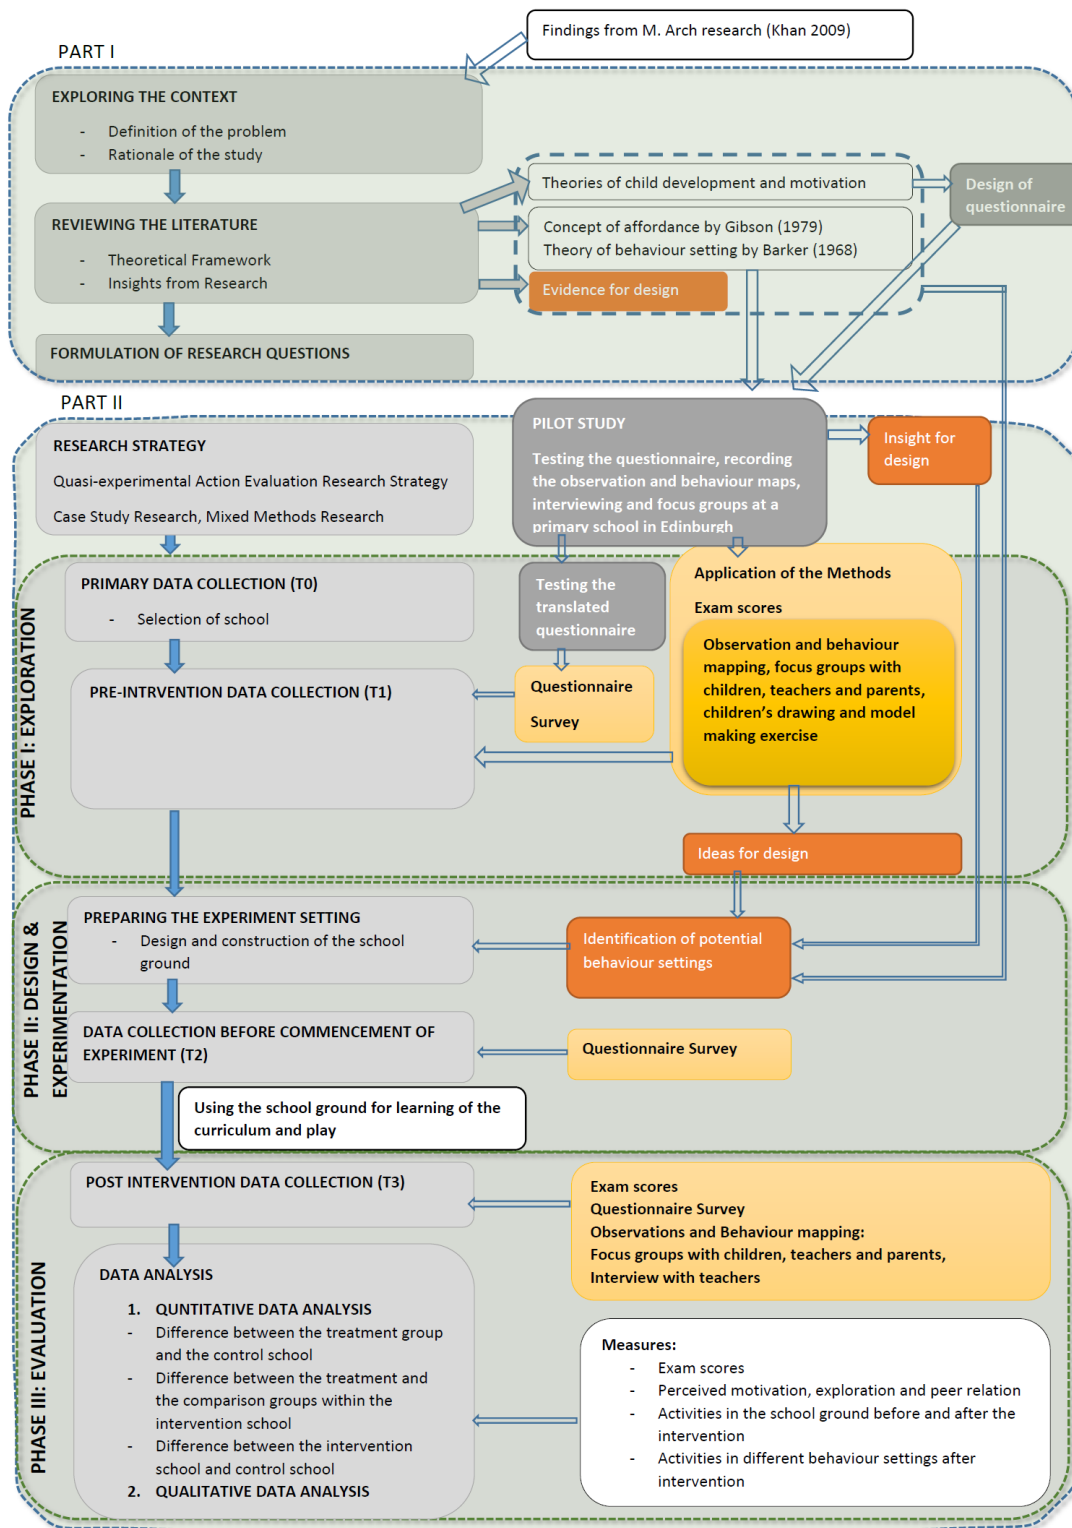 Findings from M. Arch research (Khan 2009)
PART I
EXPLORING THE CONTEXT
- Definition of the problem
- Rationale of the study
Theories of child development and motivation
Design of
questionnaire
REVIEWING THE LITERATURE
- Theoretical Framework
- Insights from Research
Concept of affordance by Gibson (1979)
Theory of behaviour setting by Barker (1968)
Evidence for design
FORMULATION OF RESEARCH QUESTIONS
PART II
RESEARCH STRATEGY
Quasi-experimental Action Evaluation Research Strategy
Case Study Research, Mixed Methods Research
PILOT STUDY
Testing the questionnaire, recording
the observation and behaviour maps,
interviewing and focus groups at a
primary school in Edinburgh
Insight for
design
PHASE I: EXPLORATION
PRIMARY DATA COLLECTION (T0)
- Selection of school
Testing the
translated
questionnaire
Application of the Methods
Exam scores
Observation and behaviour
mapping, focus groups with
children, teachers and parents,
children's drawing and model
making exercise
PRE-INTRVENTION DATA COLLECTION (T1)
Questionnaire
Survey
Ideas for design
PHASE II: DESIGN &
EXPERIMENTATION
PREPARING THE EXPERIMENT SETTING
- Design and construction of the school
ground
Identification of potential
behaviour settings
DATA COLLECTION BEFORE COMMENCEMENT OF
EXPERIMENT (T2)
Questionnaire Survey
Using the school ground for learning of the
curriculum and play
PHASE III: EVALUATION
POST INTERVENTION DATA COLLECTION (T3)
Exam scores
Questionnaire Survey
Observations and Behaviour mapping:
Focus groups with children, teachers and parents,
Interview with teachers
DATA ANALYSIS
1. QUNTITATIVE DATA ANALYSIS
- Difference between the treatment group
and the control school
- Difference between the treatment and
the comparison groups within the
intervention school
- Difference between the intervention
school and control school
2. QUALITATIVE DATA ANALYSIS
Measures:
- Exam scores
- Perceived motivation, exploration and peer relation
- Activities in the school ground before and after the
intervention
- Activities in different behaviour settings after
intervention